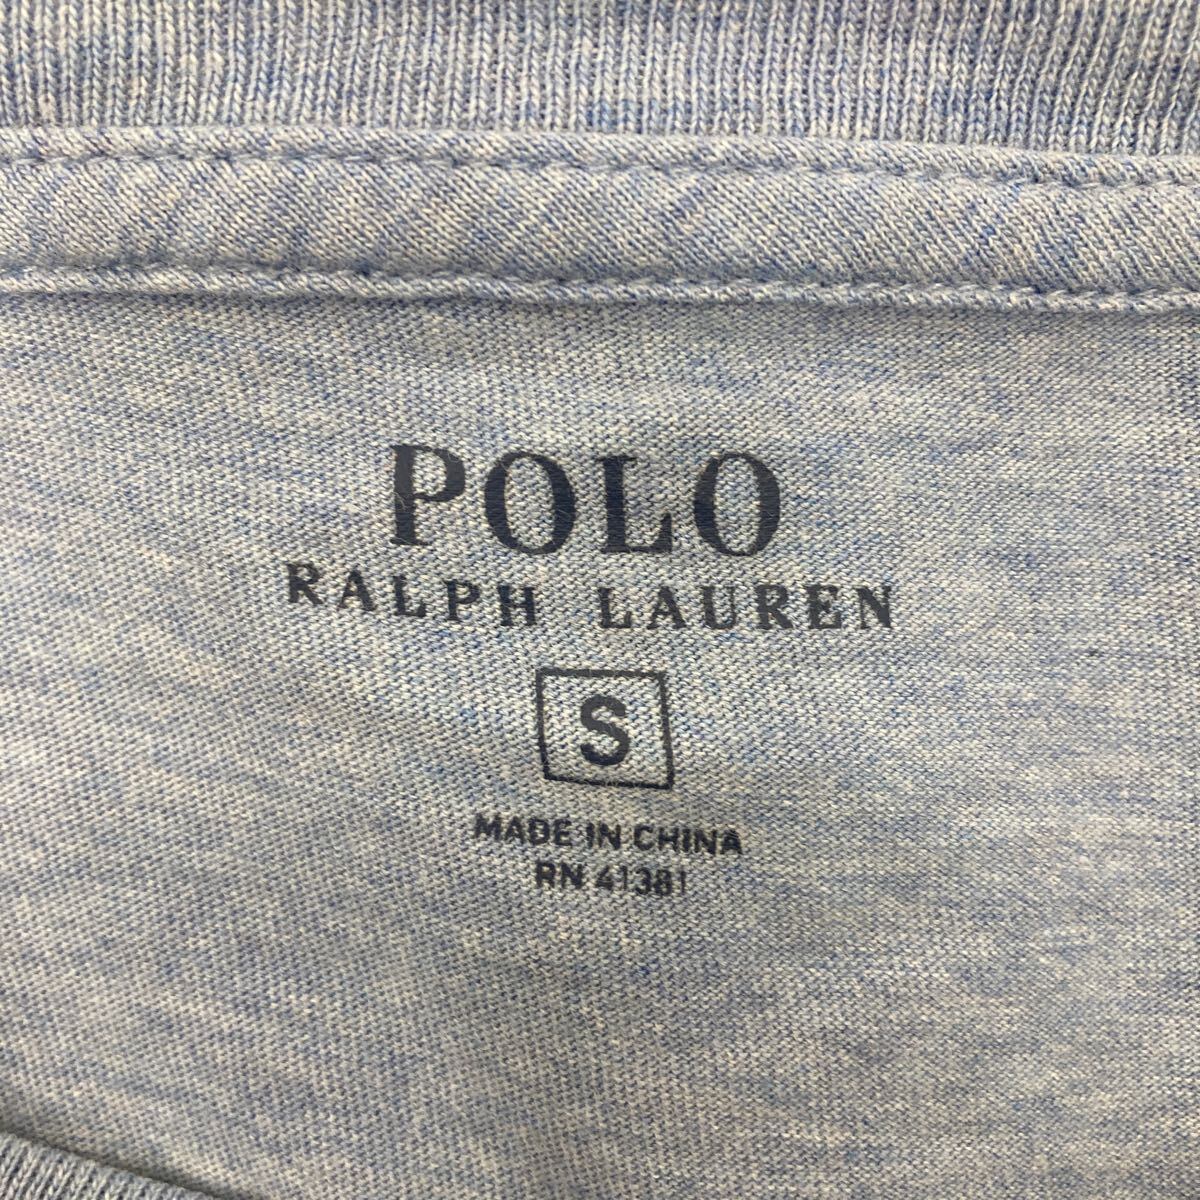 POLO
RALPH LAUREN
S
MADE IN CHINA
RN 41381